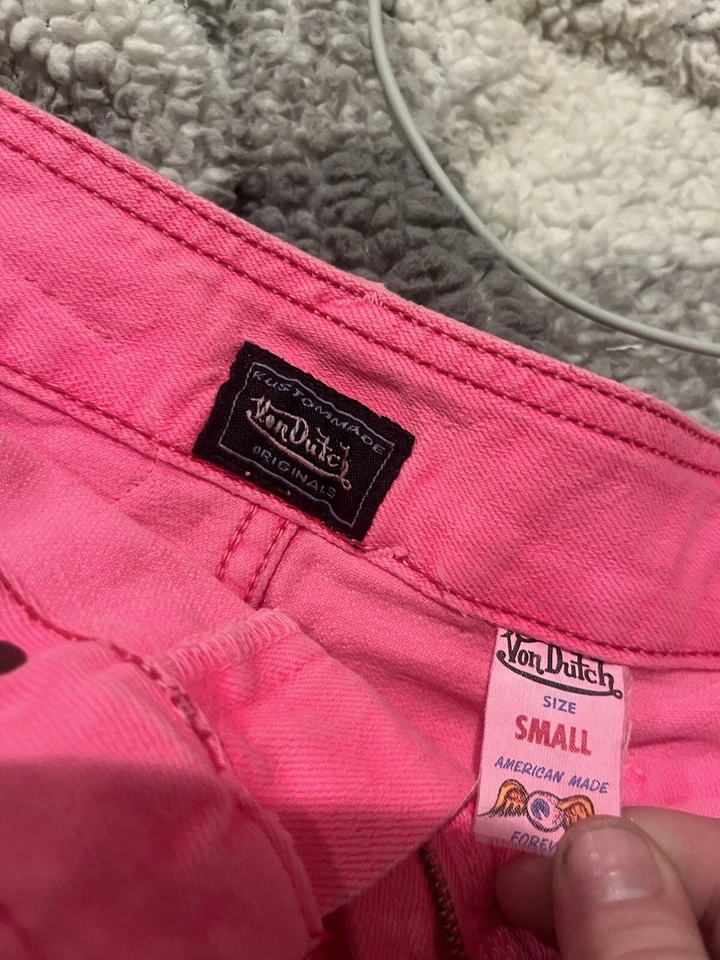 KUSTOMMADE
Von Dutch
ORIGINALS
Von Dutch
SIZE
SMALL
AMERICAN MADE